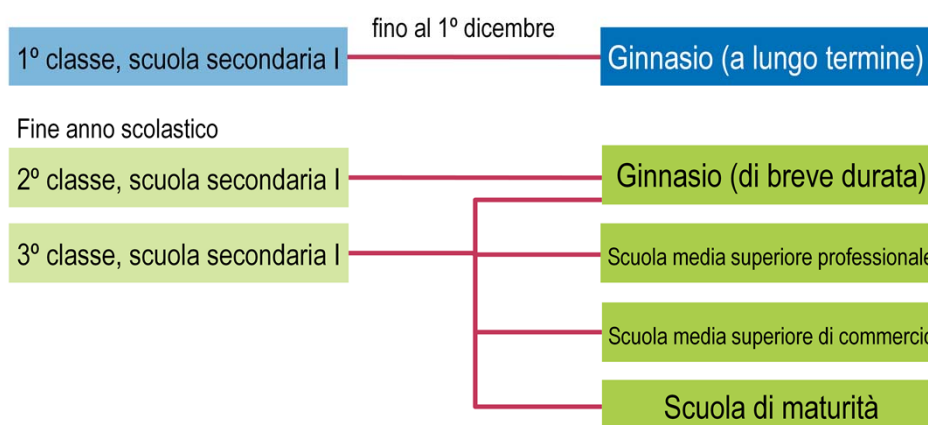 fino al 1º dicembre
1º classe, scuola secondaria I
Ginnasio (a lungo termine)
Fine anno scolastico
2º classe, scuola secondaria I
Ginnasio (di breve durata)
3º classe, scuola secondaria I
Scuola media superiore professionale
Scuola media superiore di commercio
Scuola di maturità